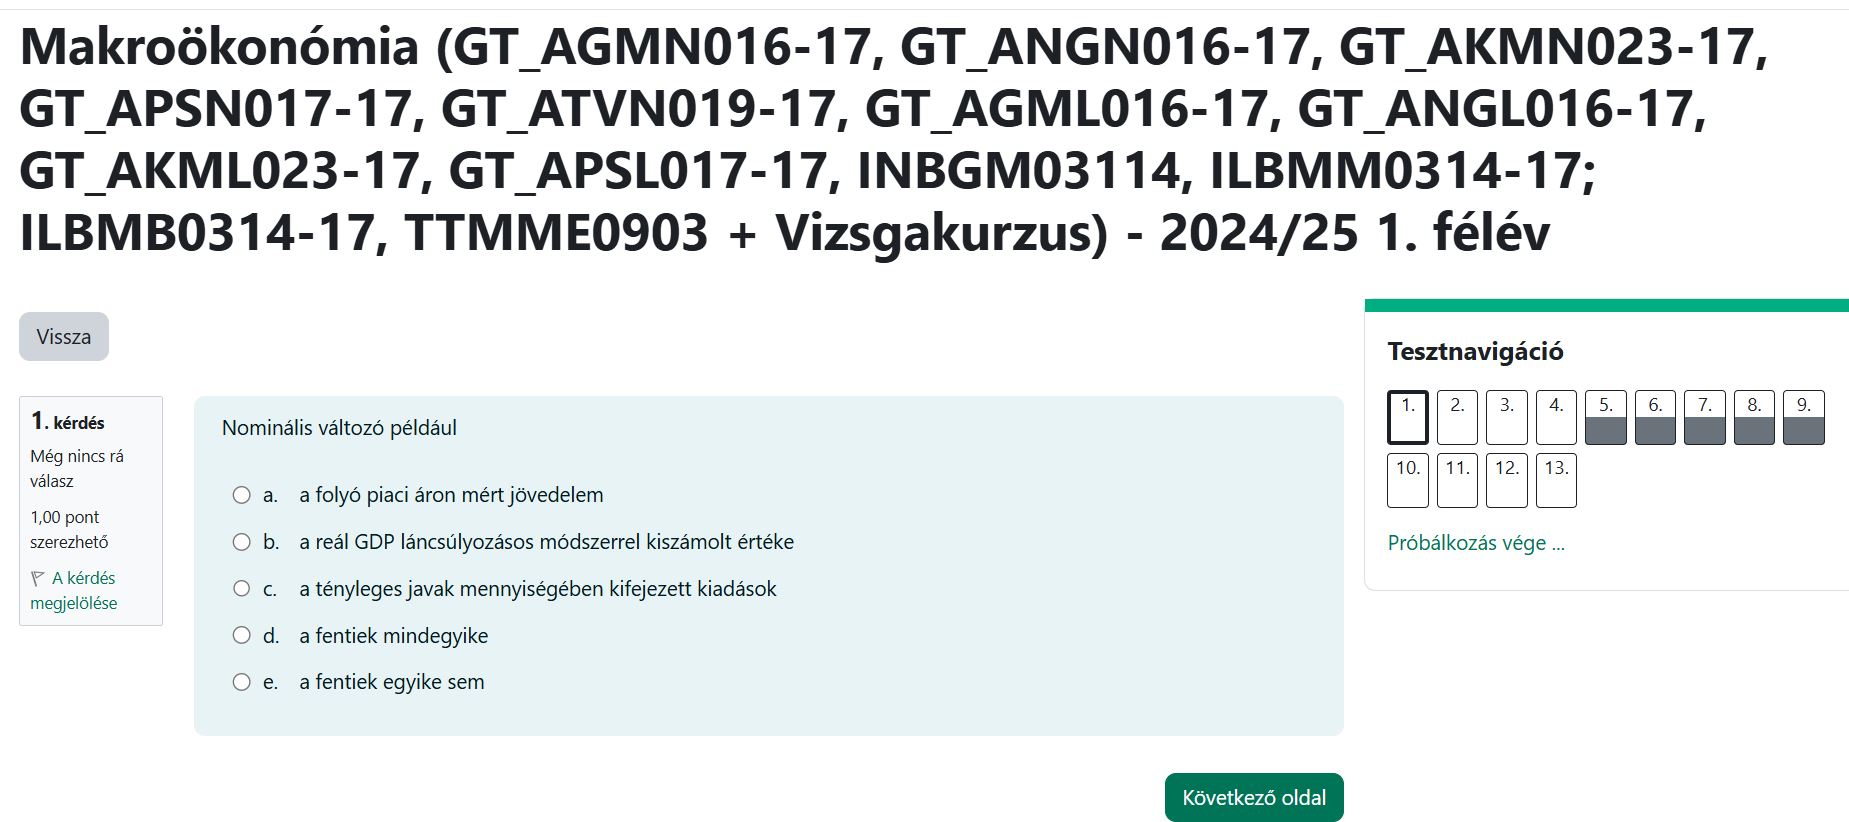 Makroökonómia (GT_AGMN016-17, GT_ANGN016-17, GT_AKMN023-17,
GT_APSN017-17, GT_ATVN019-17, GT_AGML016-17, GT_ANGL016-17,
GT_AKML023-17, GT_APSL017-17, INBGM03114, ILBMM0314-17;
ILBMB0314-17, TTMME0903 + Vizsgakurzus) - 2024/25 1. félév
Vissza
1. kérdés
Még nincs rá
válasz
1,00 pont
szerezhető
A kérdés
megjelölése
Nominális változó például
a. a folyó piaci áron mért jövedelem
b. a reál GDP láncsúlyozásos módszerrel kiszámolt értéke
c. a tényleges javak mennyiségében kifejezett kiadások
d. a fentiek mindegyike
e. a fentiek egyike sem
Következő oldal
Tesztnavigáció
1. 2. 3. 4. 5. 6. 7. 8. 9.
10. 11. 12. 13.
Próbálkozás vége ...